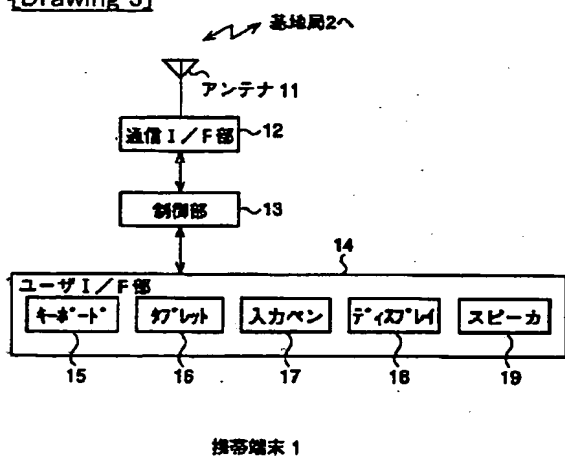 [Drawing 3]
基地局2へ
アンテナ11
通信I/F部 12
制御部 13
14
ユーザI/F部
キーボード タブレット 入力ペン ディスプレイ スピーカ
15 16 17 18 19
携帯端末1